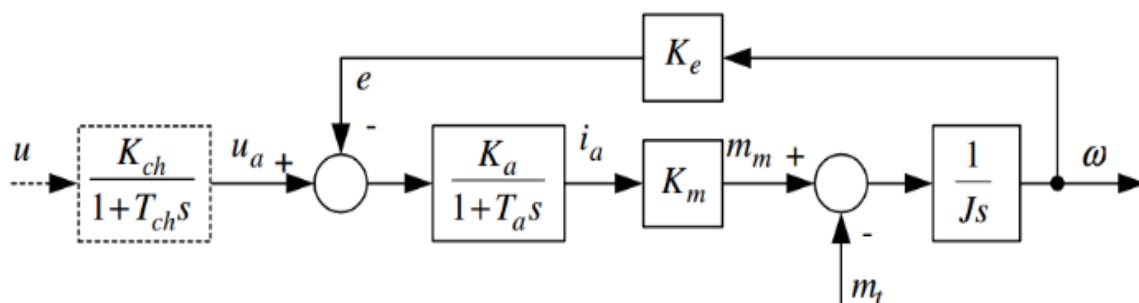 K_e
e
-
u
K_ch
1+T_ch s
u_a +
K_a
1+T_a s
i_a
K_m
m_m +
-
1
Js
ω
m_t